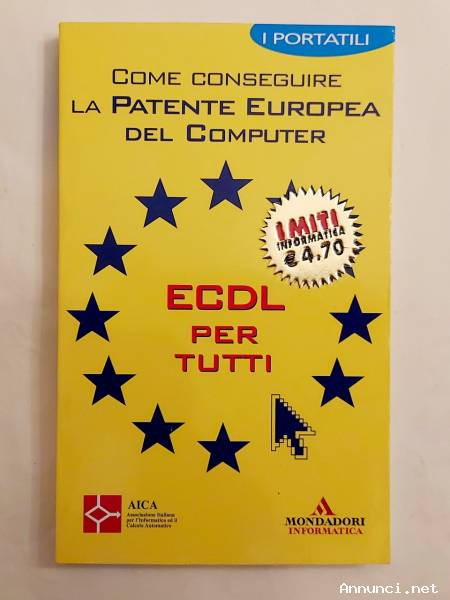 I PORTATILI
COME CONSEGUIRE
LA PATENTE EUROPEA
DEL COMPUTER
I MITI
INFORMATICA
€ 4,70
ECDL
PER
TUTTI
AICA
Associazione Italiana
per l'Informatica ed il
Calcolo Automatico
MONDADORI
INFORMATICA
Annunci.net